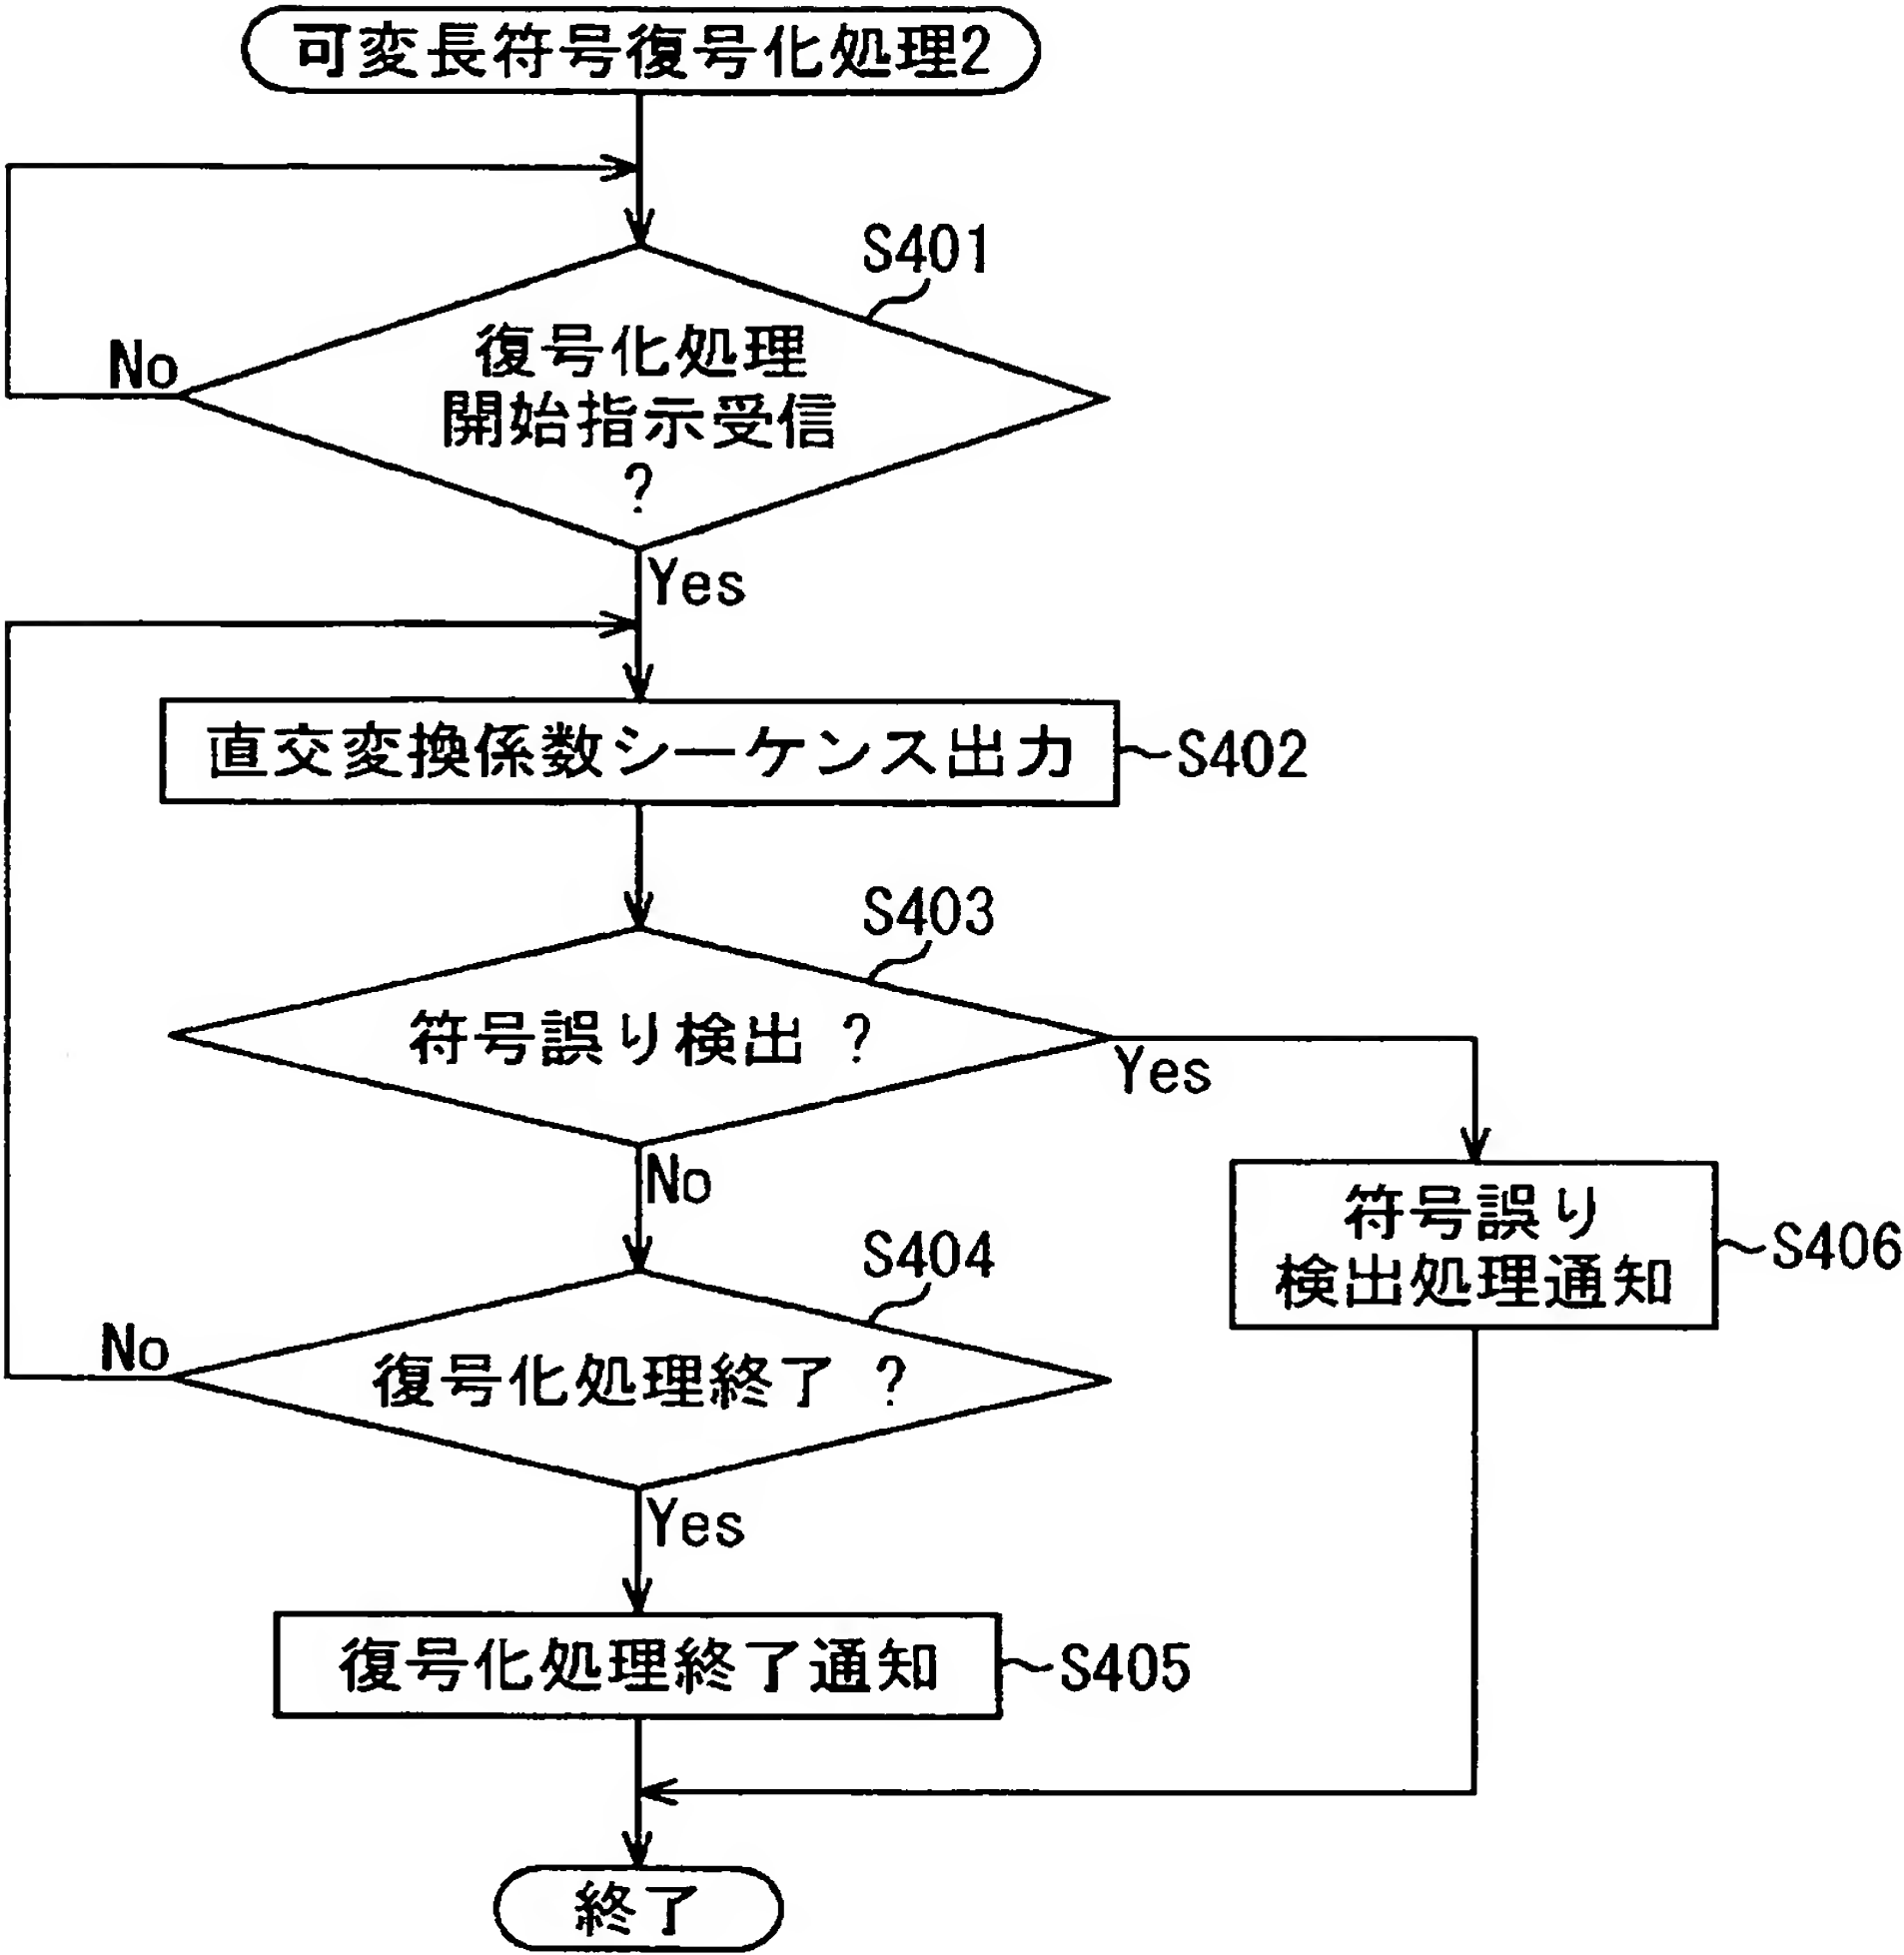 可変長符号復号化処理2
S401
復号化処理
開始指示受信
?
No
Yes
直交変換係数シーケンス出力
S402
S403
符号誤り検出 ?
Yes
No
符号誤り
検出処理通知
S406
S404
復号化処理終了 ?
No
Yes
復号化処理終了通知
S405
終了